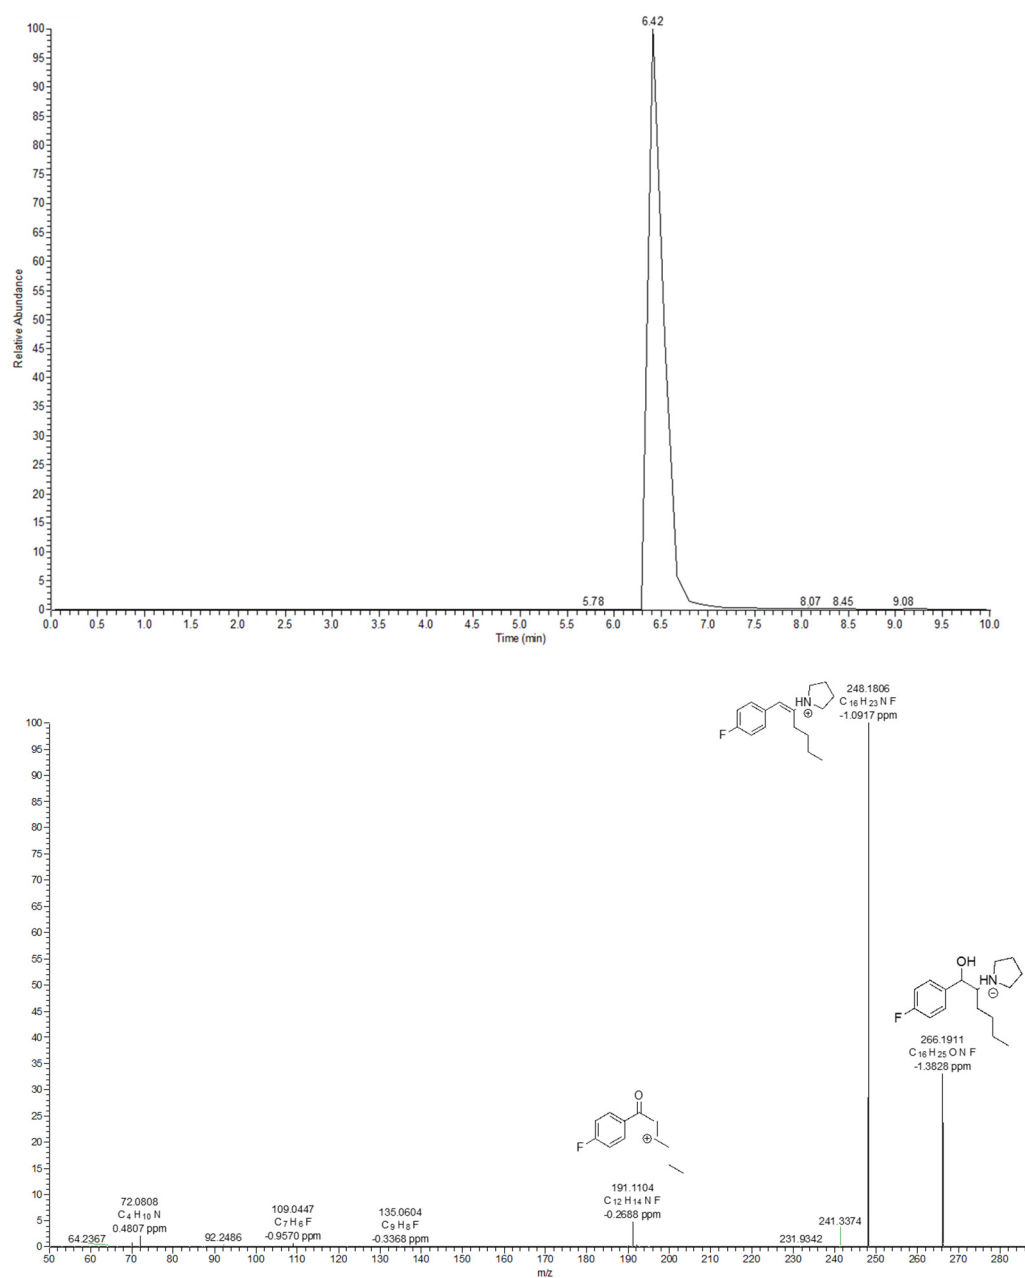 6.42
100
95
90
85
80
75
70
65
60
55
50
45
40
35
30
25
20
15
10
5
0
Relative Abundance
5.78 8.07 8.45 9.08
0.0 0.5 1.0 1.5 2.0 2.5 3.0 3.5 4.0 4.5 5.0 5.5 6.0 6.5 7.0 7.5 8.0 8.5 9.0 9.5 10.0
Time (min)
248.1806
C16H23NF
-1.0917 ppm
HN
⊕
F
100
95
90
85
80
75
70
65
60
55
50
45
40
35
30
25
20
15
10
5
0
OH
HN
⊖
F
266.1911
C16H25ONF
-1.3828 ppm
O
F
⊕
191.1104
C12H14NF
-0.2688 ppm
72.0808
C4H10N
0.4807 ppm
109.0447
C7H6F
-0.9570 ppm
135.0604
C9H8F
-0.3368 ppm
241.3374
64.2367 92.2486 231.9342
50 60 70 80 90 100 110 120 130 140 150 160 170 180 190 200 210 220 230 240 250 260 270 280
m/z